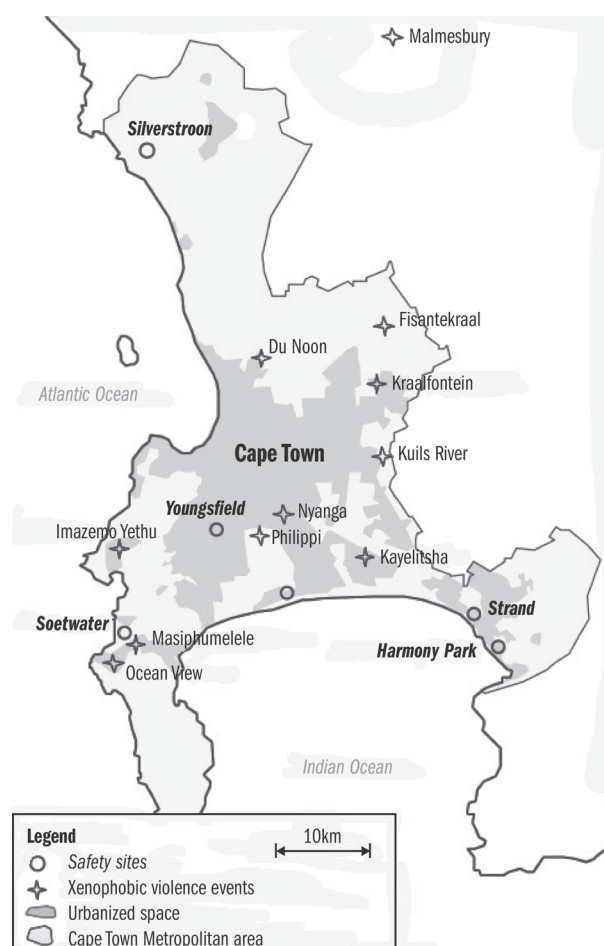 Malmesbury
Silverstroon
Fisantekraal
Du Noon
Kraalfontein
Atlantic Ocean
Cape Town
Kuils River
Youngsfield
Nyanga
Imazemo Yethu
Philippi
Kayelitsha
Strand
Soetwater
Masiphumelele
Harmony Park
Ocean View
Indian Ocean
Legend
10km
Safety sites
Xenophobic violence events
Urbanized space
Cape Town Metropolitan area